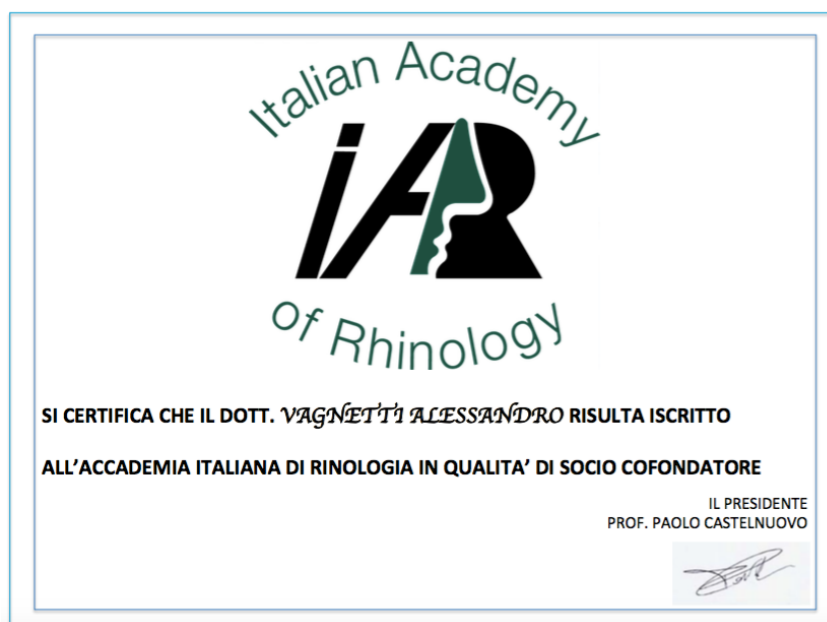 Italian Academy
IAR
of Rhinology
SI CERTIFICA CHE IL DOTT. VAGNETTI ALESSANDRO RISULTA ISCRITTO
ALL’ACCADEMIA ITALIANA DI RINOLOGIA IN QUALITA’ DI SOCIO COFONDATORE
IL PRESIDENTE
PROF. PAOLO CASTELNUOVO